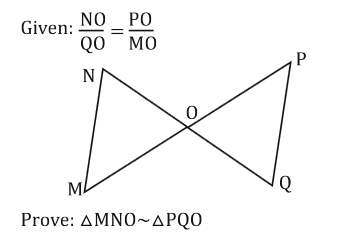 Given: NO/QO = PO/MO
N
P
O
M
Q
Prove: △MNO~△PQO